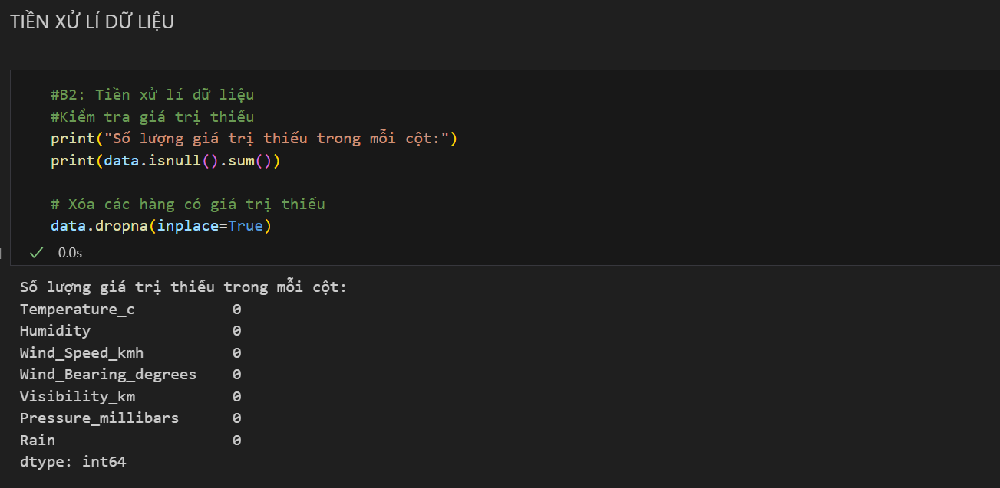 TIỀN XỬ LÍ DỮ LIỆU
#B2: Tiền xử lí dữ liệu
#Kiểm tra giá trị thiếu
print("Số lượng giá trị thiếu trong mỗi cột:")
print(data.isnull().sum())
# Xóa các hàng có giá trị thiếu
data.dropna(inplace=True)
0.0s
Số lượng giá trị thiếu trong mỗi cột:
Temperature_c 0
Humidity 0
Wind_Speed_kmh 0
Wind_Bearing_degrees 0
Visibility_km 0
Pressure_millibars 0
Rain 0
dtype: int64